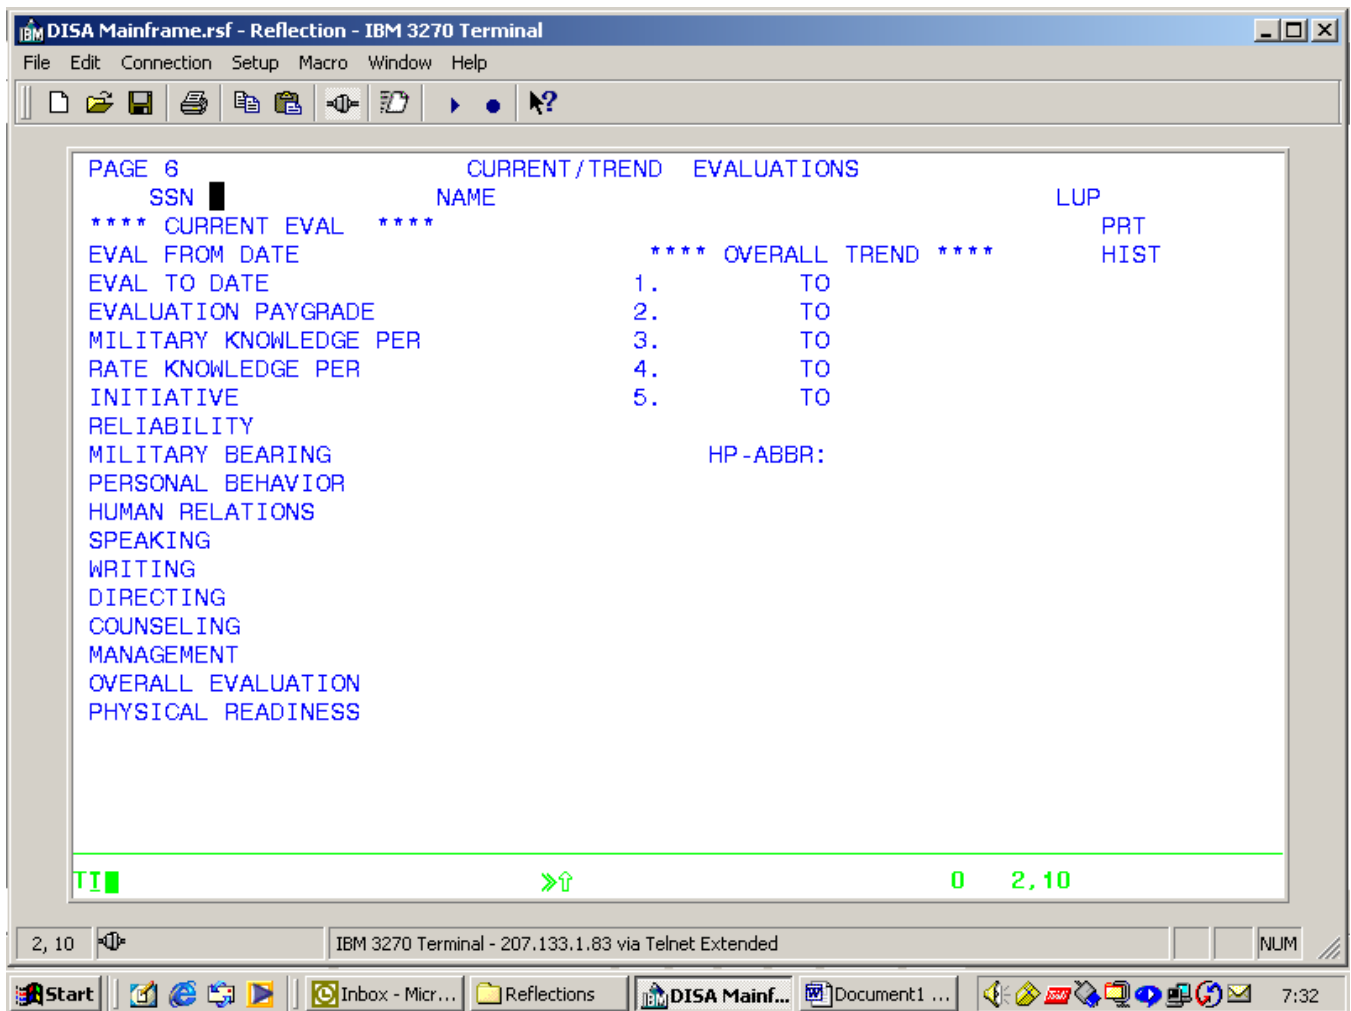 DISA Mainframe.rsf - Reflection - IBM 3270 Terminal
File Edit Connection Setup Macro Window Help
PAGE 6 CURRENT/TREND EVALUATIONS
SSN NAME LUP
**** CURRENT EVAL **** PRT
EVAL FROM DATE **** OVERALL TREND **** HIST
EVAL TO DATE 1. TO
EVALUATION PAYGRADE 2. TO
MILITARY KNOWLEDGE PER 3. TO
RATE KNOWLEDGE PER 4. TO
INITIATIVE 5. TO
RELIABILITY
MILITARY BEARING HP-ABBR:
PERSONAL BEHAVIOR
HUMAN RELATIONS
SPEAKING
WRITING
DIRECTING
COUNSELING
MANAGEMENT
OVERALL EVALUATION
PHYSICAL READINESS
TI 0 2,10
2, 10 IBM 3270 Terminal - 207.133.1.83 via Telnet Extended NUM
Start Inbox - Micr... Reflections DISA Mainf... Document1 ... 7:32